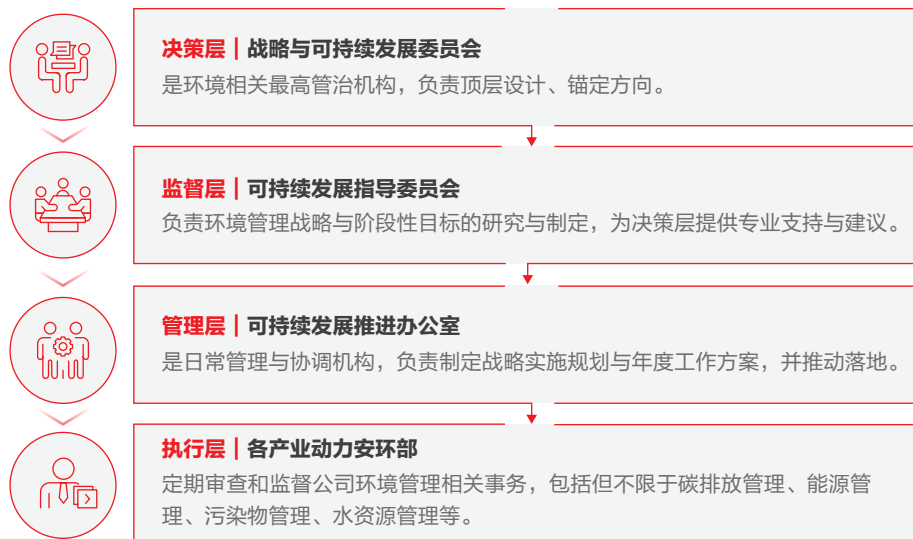 决策层｜战略与可持续发展委员会
是环境相关最高管治机构，负责顶层设计、锚定方向。
监督层｜可持续发展指导委员会
负责环境管理战略与阶段性目标的研究与制定，为决策层提供专业支持与建议。
管理层｜可持续发展推进办公室
是日常管理与协调机构，负责制定战略实施规划与年度工作方案，并推动落地。
执行层｜各产业动力安环部
定期审查和监督公司环境管理相关事务，包括但不限于碳排放管理、能源管
理、污染物管理、水资源管理等。